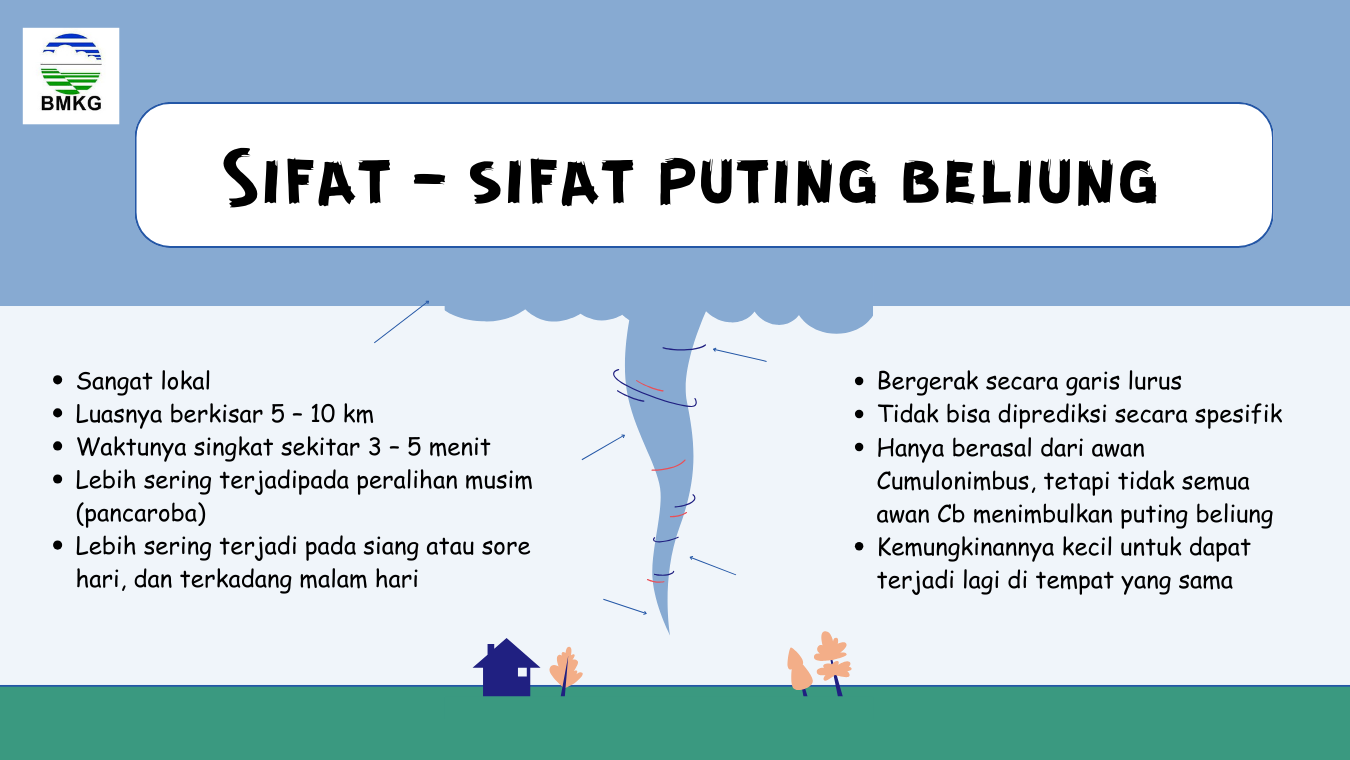 BMKG
SIFAT - SIFAT PUTING BELIUNG
• Sangat lokal
• Luasnya berkisar 5 – 10 km
• Waktunya singkat sekitar 3 – 5 menit
• Lebih sering terjadipada peralihan musim
(pancaroba)
• Lebih sering terjadi pada siang atau sore
hari, dan terkadang malam hari
• Bergerak secara garis lurus
• Tidak bisa diprediksi secara spesifik
• Hanya berasal dari awan
Cumulonimbus, tetapi tidak semua
awan Cb menimbulkan puting beliung
• Kemungkinannya kecil untuk dapat
terjadi lagi di tempat yang sama